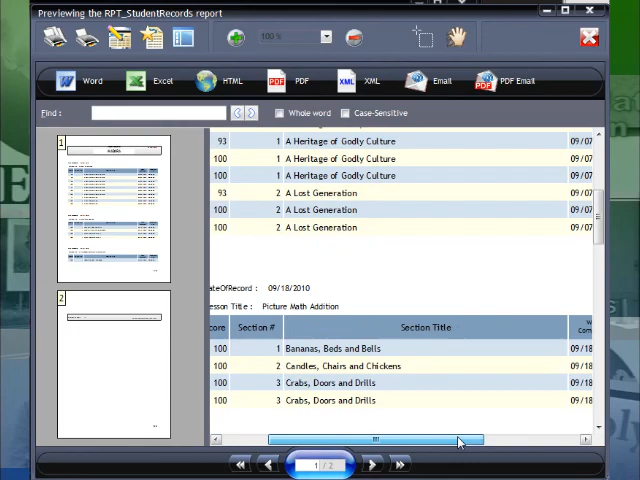 Previewing the RPT_StudentRecords report
100 %
Word Excel HTML PDF XML Email PDF Email
Find : Whole word Case-Sensitive
1
2
93 1 A Heritage of Godly Culture 09/07
100 1 A Heritage of Godly Culture 09/07
100 1 A Heritage of Godly Culture 09/07
93 2 A Lost Generation 09/07
100 2 A Lost Generation 09/07
100 2 A Lost Generation 09/07
ateOfRecord : 09/18/2010
esson Title : Picture Math Addition
core Section # Section Title W
Com
100 1 Bananas, Beds and Bells 09/18
100 2 Candles, Chairs and Chickens 09/18
100 3 Crabs, Doors and Drills 09/18
100 3 Crabs, Doors and Drills 09/18
1 / 2